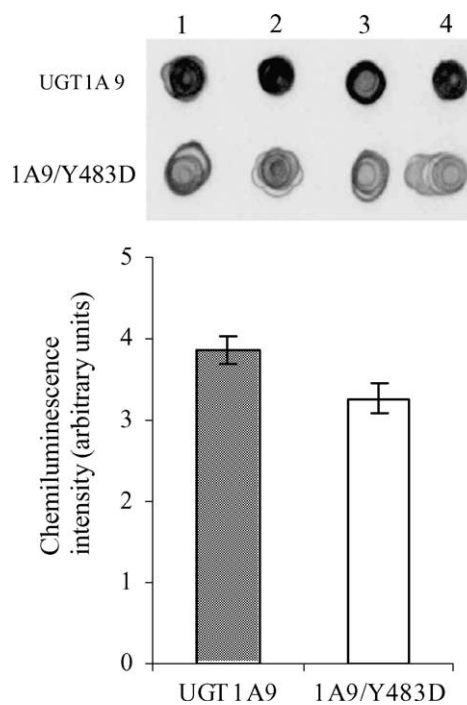 1 2 3 4
UGT1A 9
1A9/Y483D
5
4
3
2
1
0
Chemiluminescence
intensity (arbitrary units)
UGT1A9 1A9/Y483D